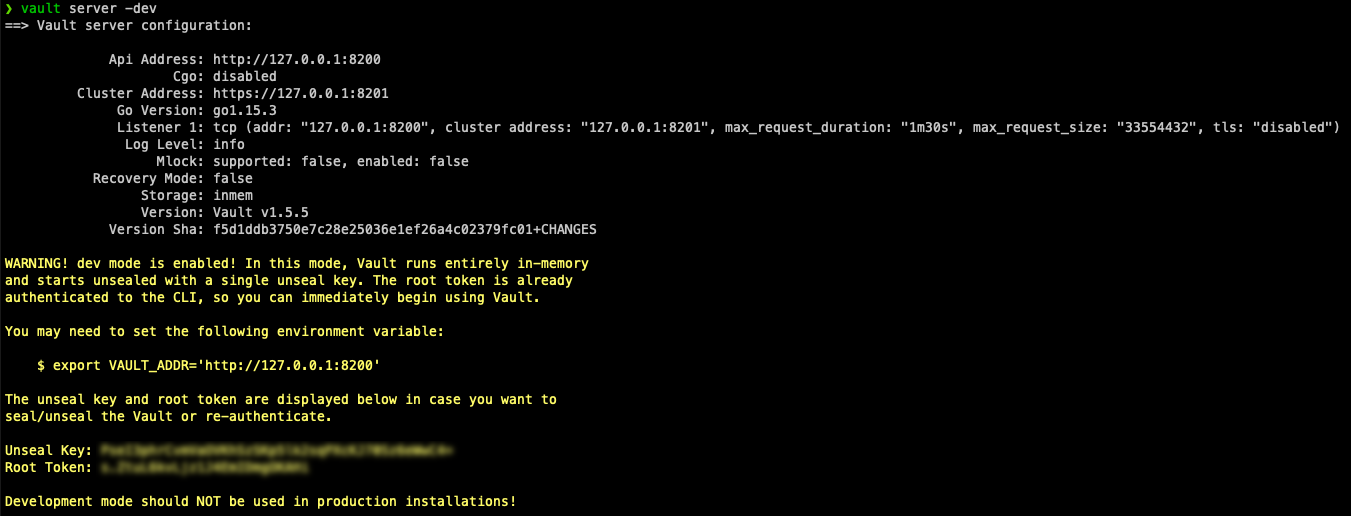 ❯ vault server -dev
==> Vault server configuration:
Api Address: http://127.0.0.1:8200
Cgo: disabled
Cluster Address: https://127.0.0.1:8201
Go Version: go1.15.3
Listener 1: tcp (addr: "127.0.0.1:8200", cluster address: "127.0.0.1:8201", max_request_duration: "1m30s", max_request_size: "33554432", tls: "disabled")
Log Level: info
Mlock: supported: false, enabled: false
Recovery Mode: false
Storage: inmem
Version: Vault v1.5.5
Version Sha: f5d1ddb3750e7c28e25036e1ef26a4c02379fc01+CHANGES
WARNING! dev mode is enabled! In this mode, Vault runs entirely in-memory
and starts unsealed with a single unseal key. The root token is already
authenticated to the CLI, so you can immediately begin using Vault.
You may need to set the following environment variable:
$ export VAULT_ADDR='http://127.0.0.1:8200'
The unseal key and root token are displayed below in case you want to
seal/unseal the Vault or re-authenticate.
Unseal Key:
Root Token:
Development mode should NOT be used in production installations!